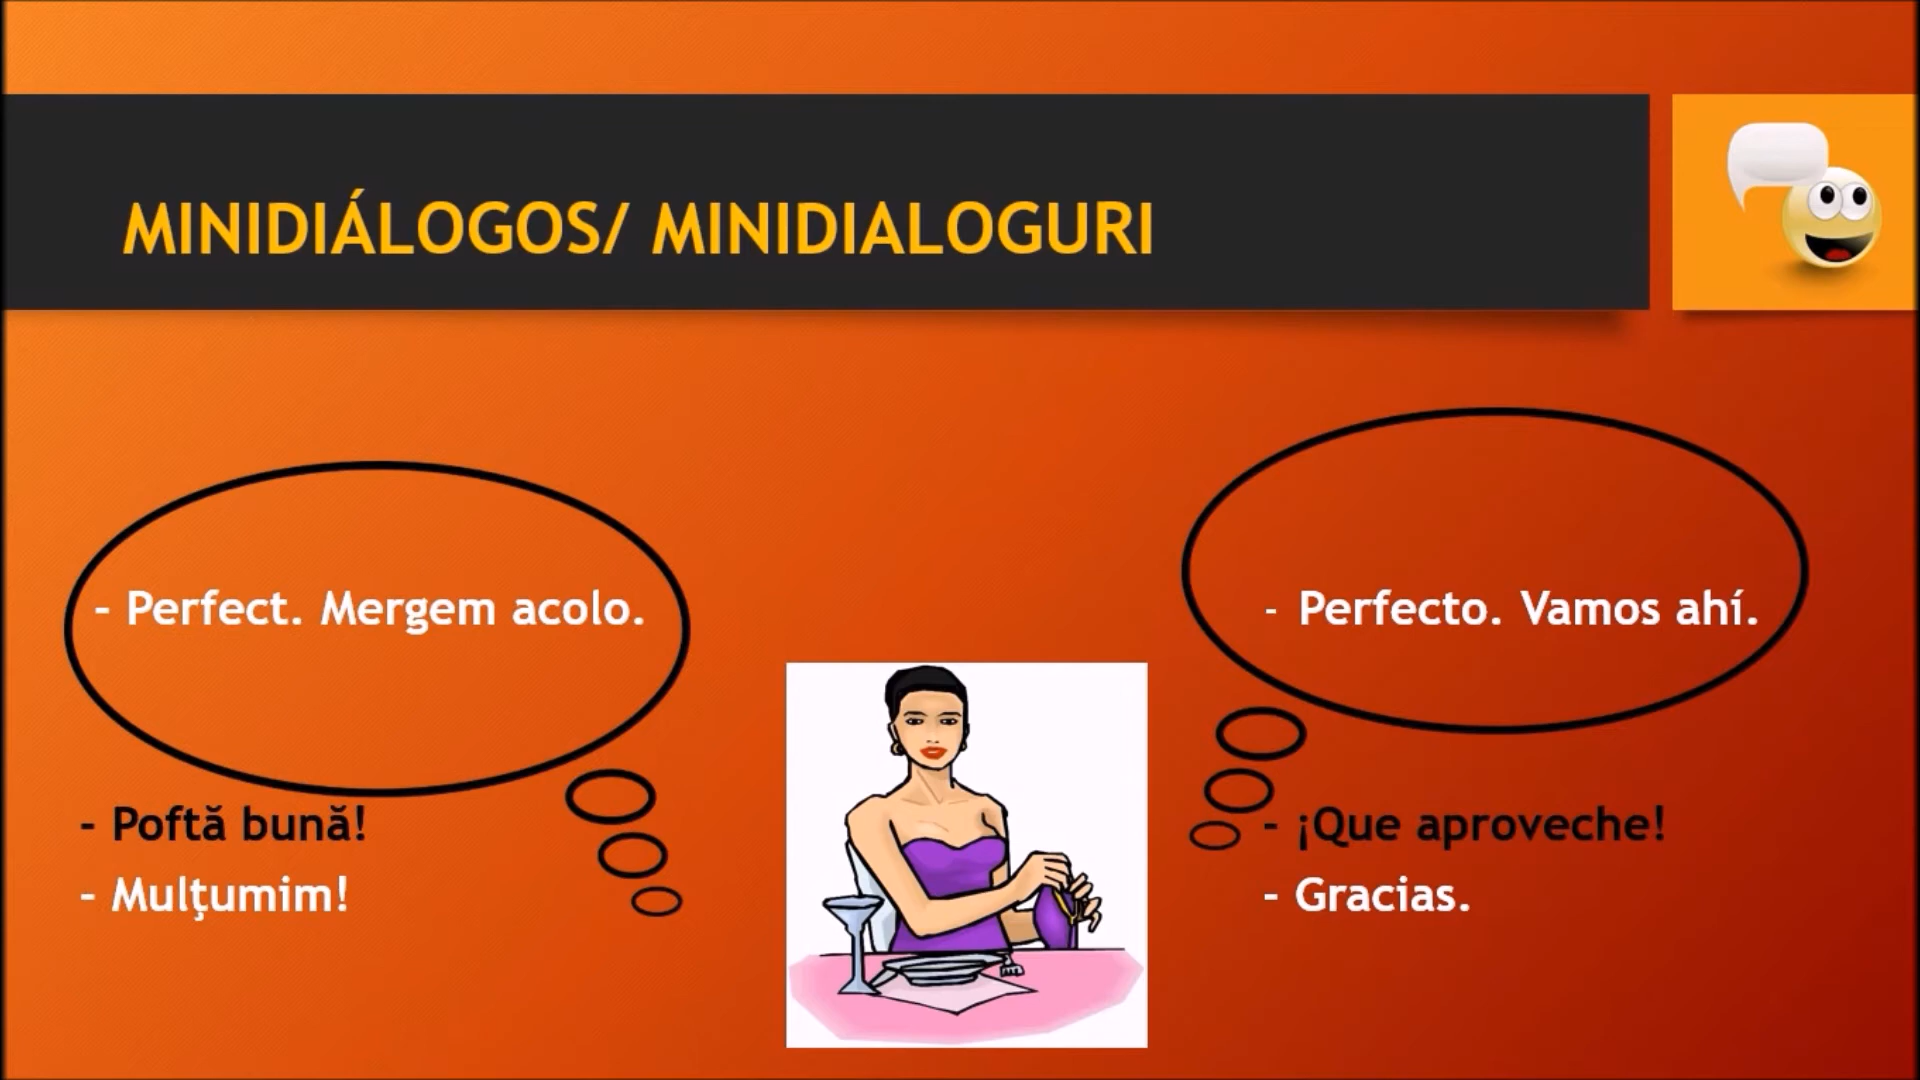 MINIDIÁLOGOS/ MINIDIALOGURI
- Perfect. Mergem acolo.
- Poftă bună!
- Mulţumim!
- Perfecto. Vamos ahí.
- ¡Que aproveche!
- Gracias.